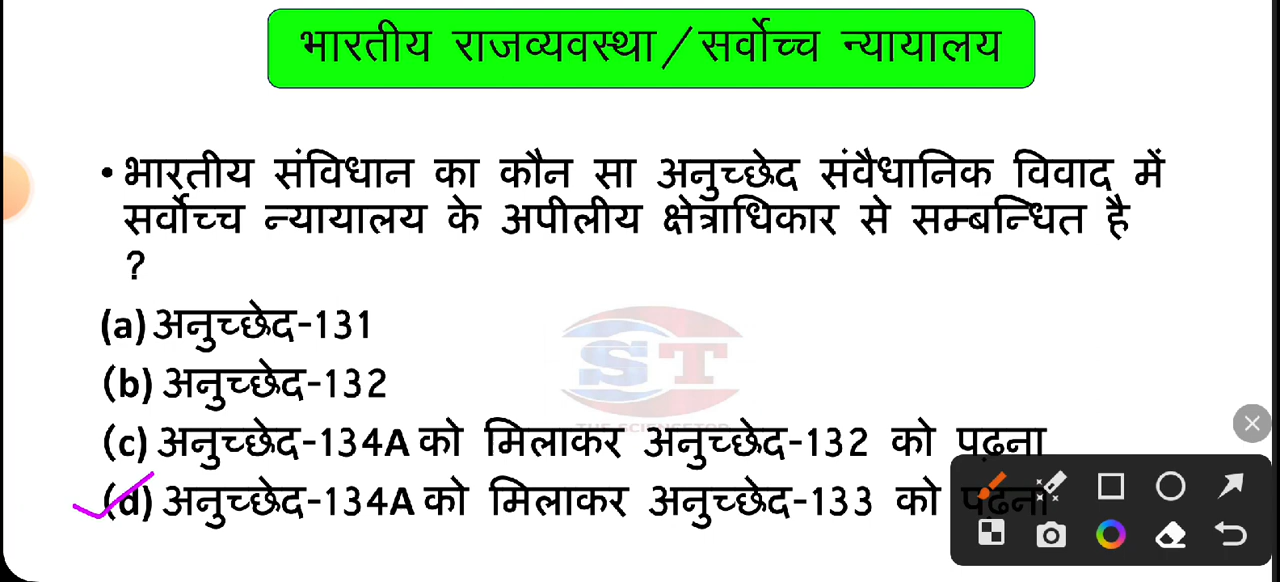 भारतीय राजव्यवस्था/सर्वोच्च न्यायालय
• भारतीय संविधान का कौन सा अनुच्छेद संवैधानिक विवाद में
सर्वोच्च न्यायालय के अपीलीय क्षेत्राधिकार से सम्बन्धित है
?
(a) अनुच्छेद-131
ST
(b) अनुच्छेद-132
(c) अनुच्छेद-134A को मिलाकर अनुच्छेद-132 को पढ़ना
(d) अनुच्छेद-134A को मिलाकर अनुच्छेद-133 को पढ़ना